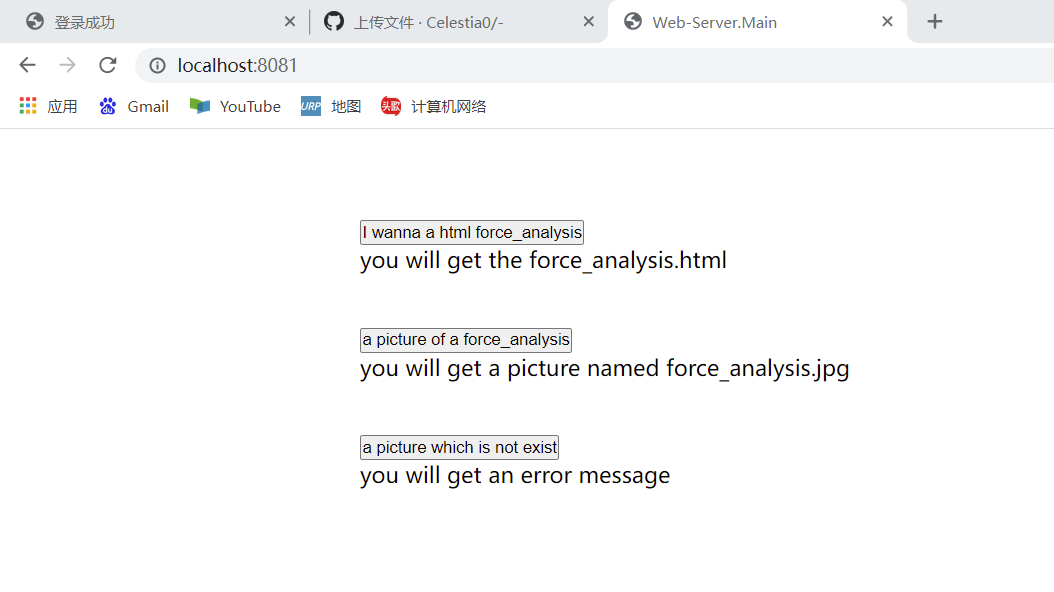 登录成功
上传文件 · Celestia0/-
Web-Server.Main
localhost:8081
应用
du
Gmail
YouTube
URP
地图
头歌
计算机网络
I wanna a html force_analysis
you will get the force_analysis.html
a picture of a force_analysis
you will get a picture named force_analysis.jpg
a picture which is not exist
you will get an error message